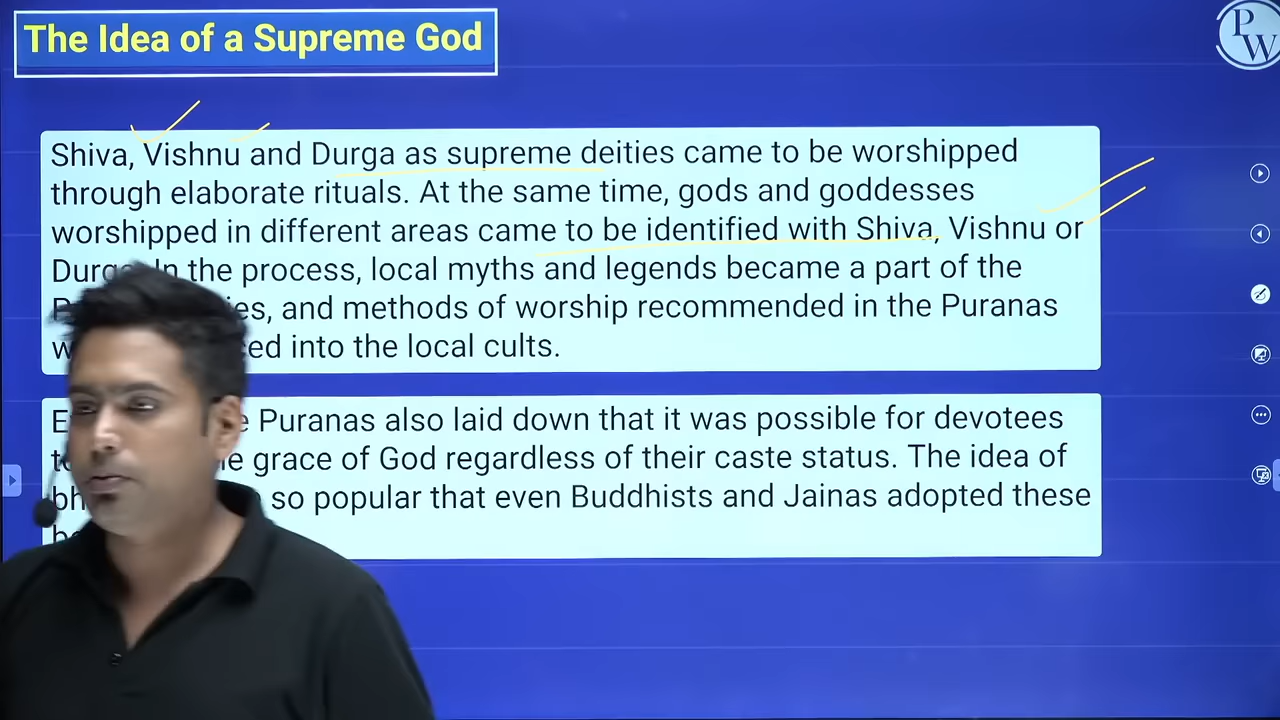 The Idea of a Supreme God
PW
Shiva, Vishnu and Durga as supreme deities came to be worshipped
through elaborate rituals. At the same time, gods and goddesses
worshipped in different areas came to be identified with Shiva, Vishnu or
Durga. In the process, local myths and legends became a part of the
and methods of worship recommended in the Puranas
into the local cults.
Puranas also laid down that it was possible for devotees
grace of God regardless of their caste status. The idea of
so popular that even Buddhists and Jainas adopted these